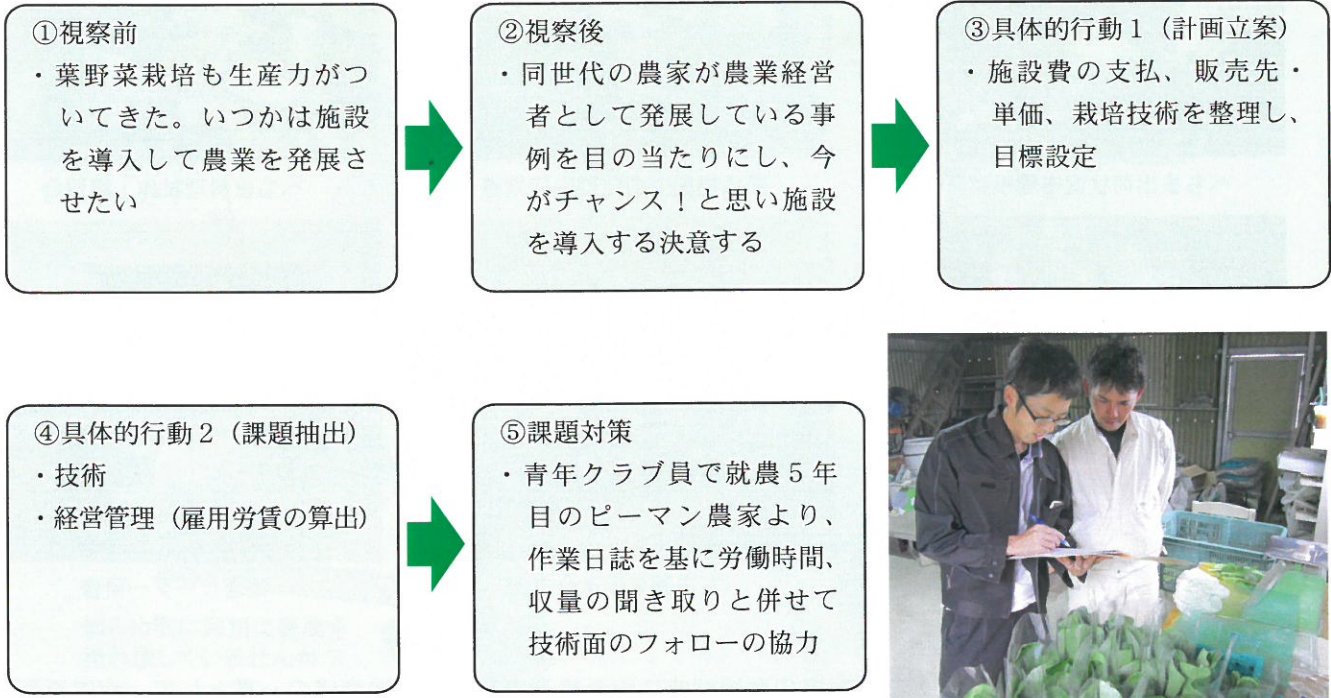 ①視察前
・葉野菜栽培も生産力がつ
いてきた。いつかは施設
を導入して農業を発展さ
せたい
②視察後
・同世代の農家が農業経営
者として発展している事
例を目の当たりにし、今
がチャンス！と思い施設
を導入する決意する
③具体的行動１（計画立案）
・施設費の支払、販売先・
単価、栽培技術を整理し、
目標設定
④具体的行動２（課題抽出）
・技術
・経営管理（雇用労賃の算出）
⑤課題対策
・青年クラブ員で就農５年
目のピーマン農家より、
作業日誌を基に労働時間、
収量の聞き取りと併せて
技術面のフォローの協力